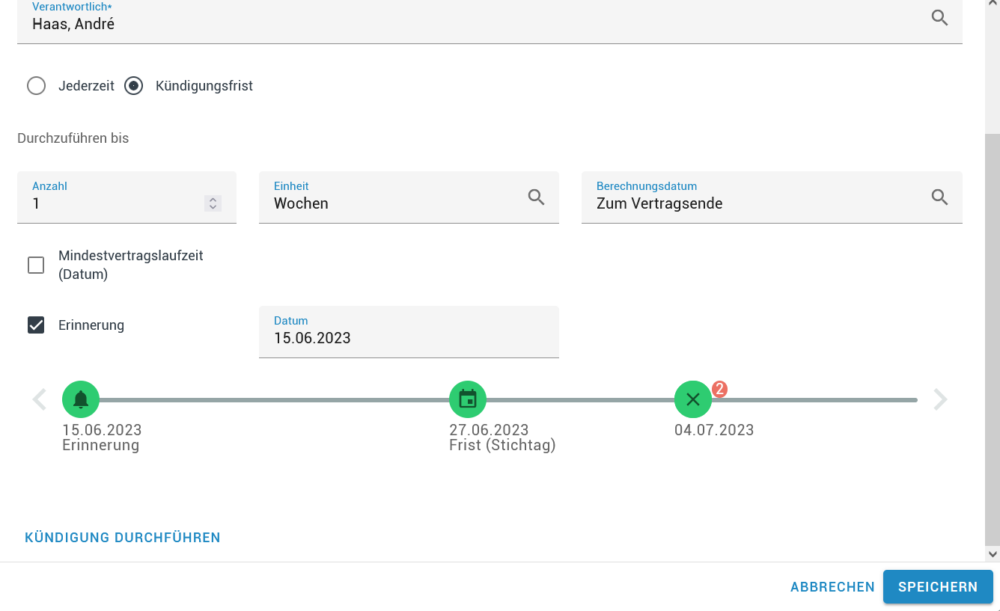 Verantwortlich*
Haas, André
Jederzeit Kündigungsfrist
Durchzuführen bis
Anzahl Einheit Berechnungsdatum
1 Wochen Zum Vertragsende
Mindestvertragslaufzeit
(Datum)
Erinnerung
Datum
15.06.2023
2
15.06.2023 27.06.2023 04.07.2023
Erinnerung Frist (Stichtag)
KÜNDIGUNG DURCHFÜHREN
ABBRECHEN SPEICHERN